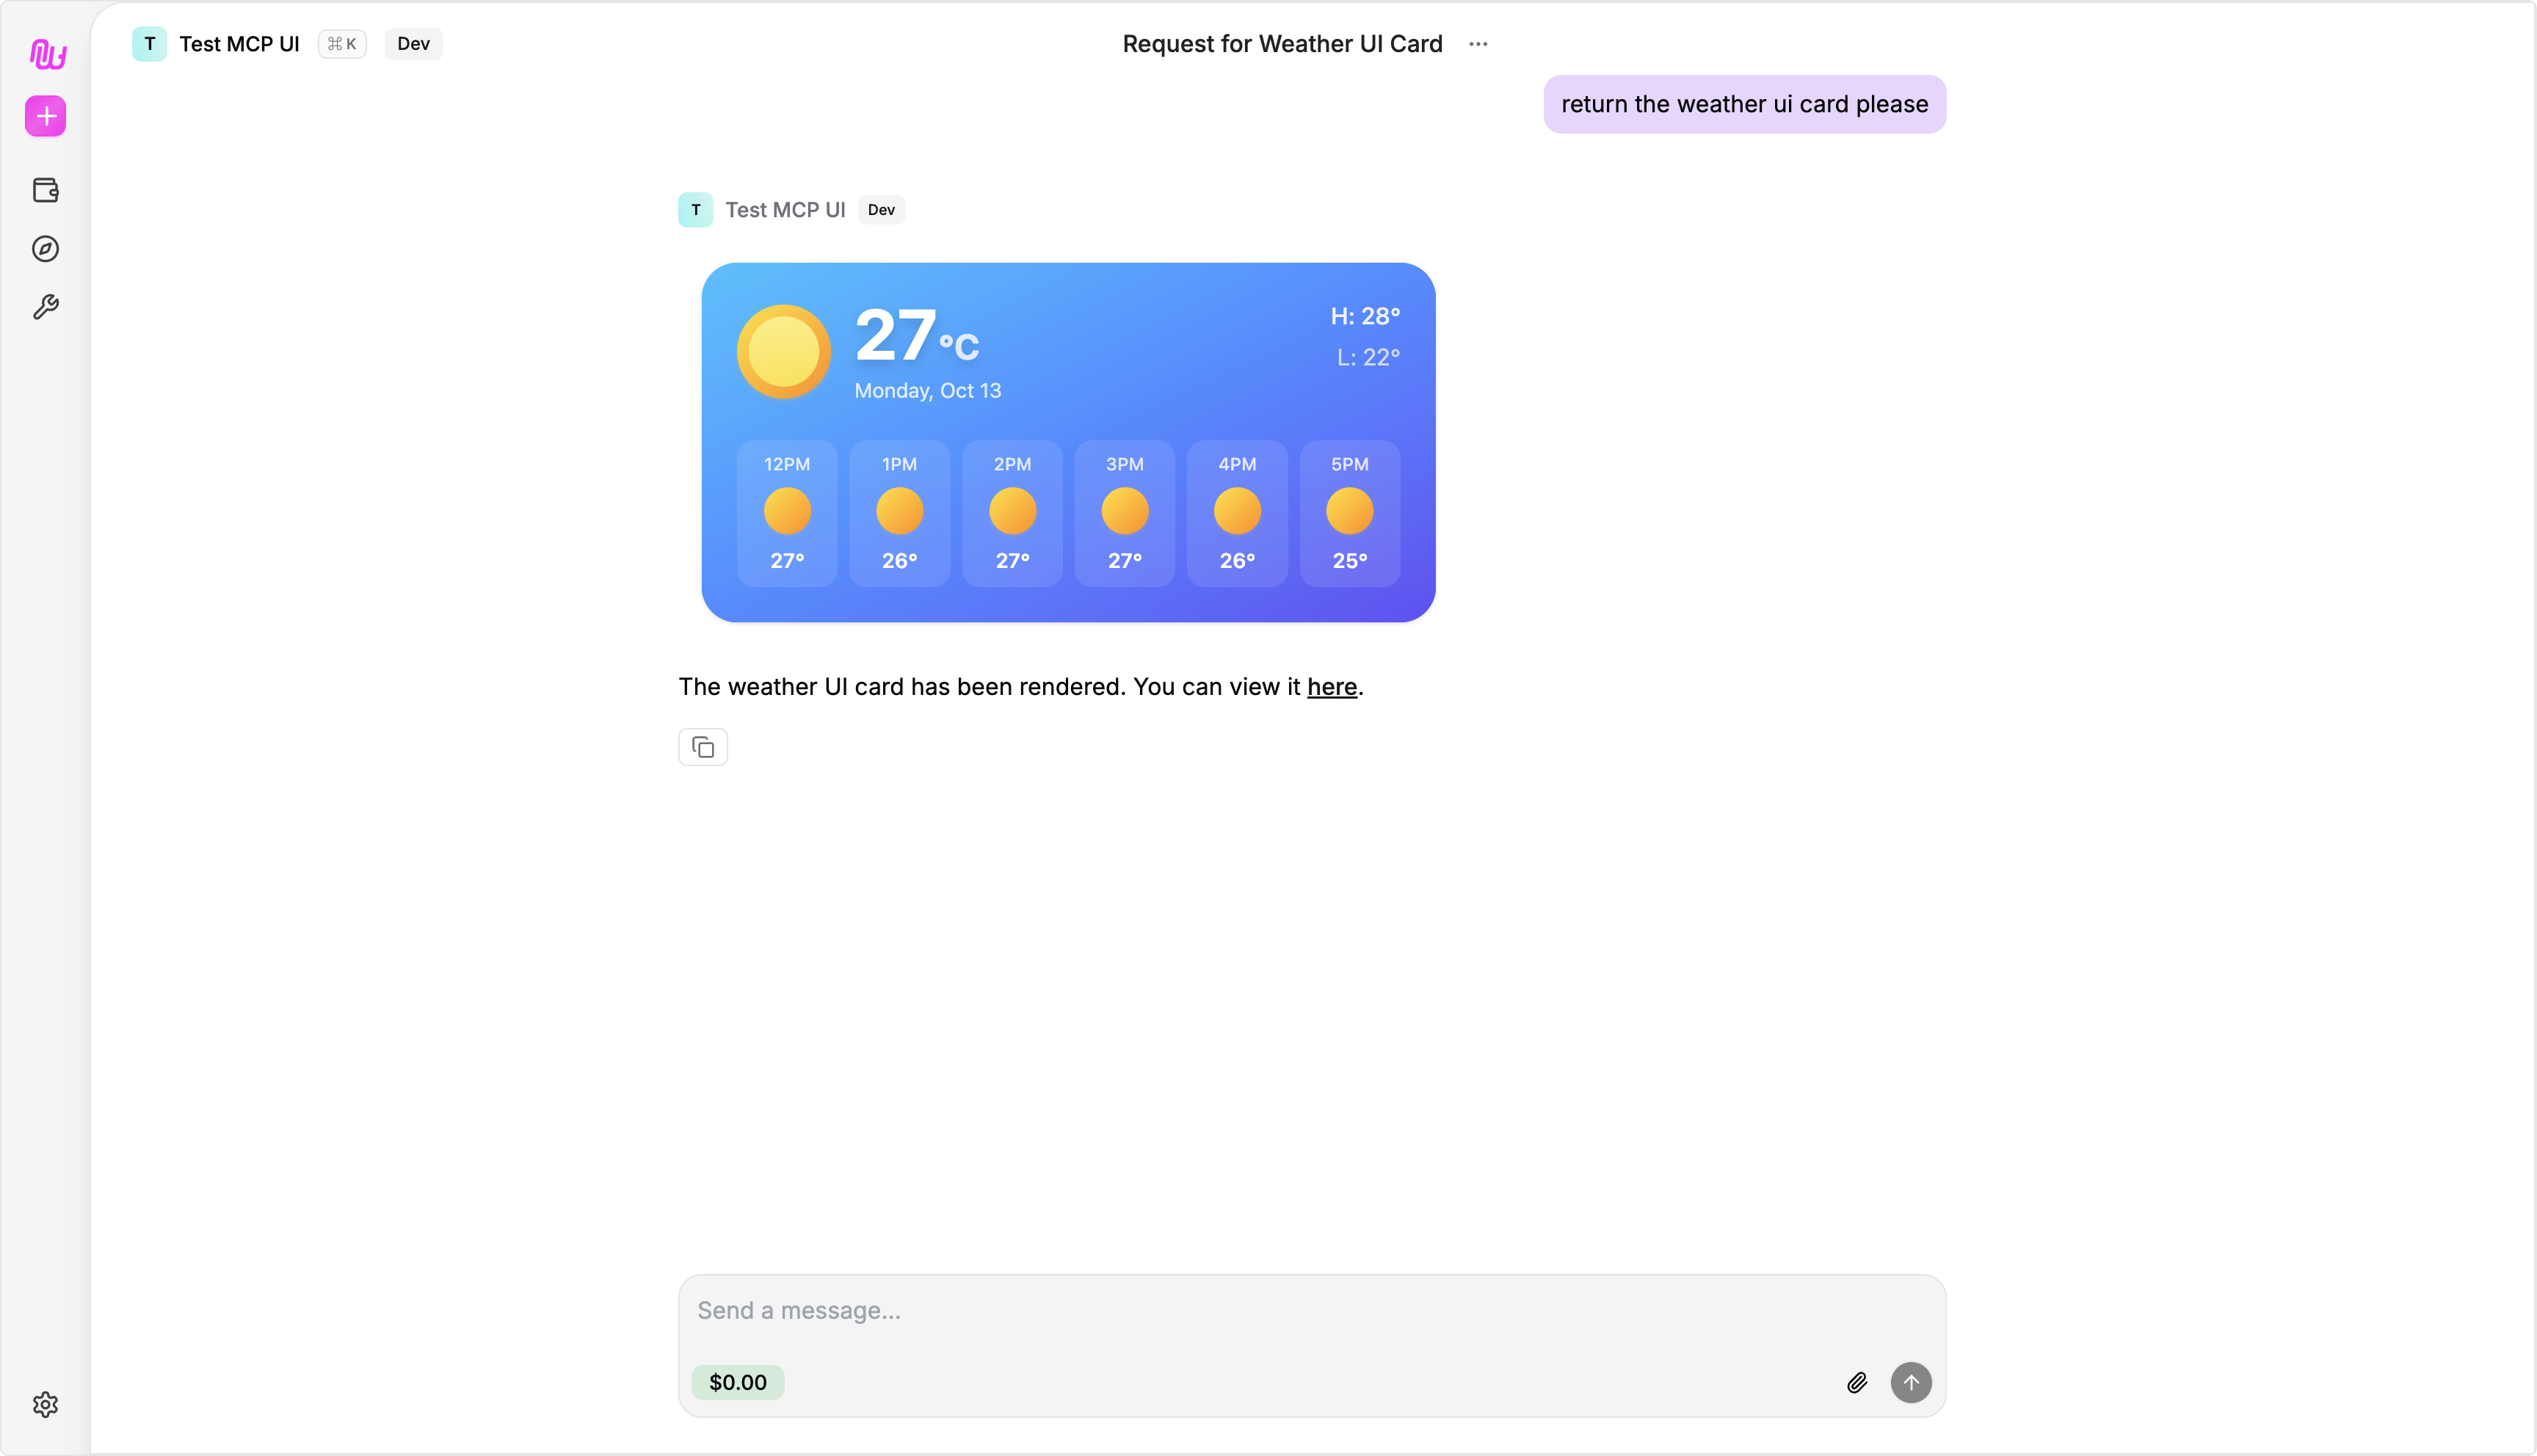 T Test MCP UI ⌘ K Dev
Request for Weather UI Card
return the weather ui card please
T Test MCP UI Dev
27°C
Monday, Oct 13
H: 28°
L: 22°
12PM 1PM 2PM 3PM 4PM 5PM
27° 26° 27° 27° 26° 25°
The weather UI card has been rendered. You can view it here.
Send a message...
$0.00